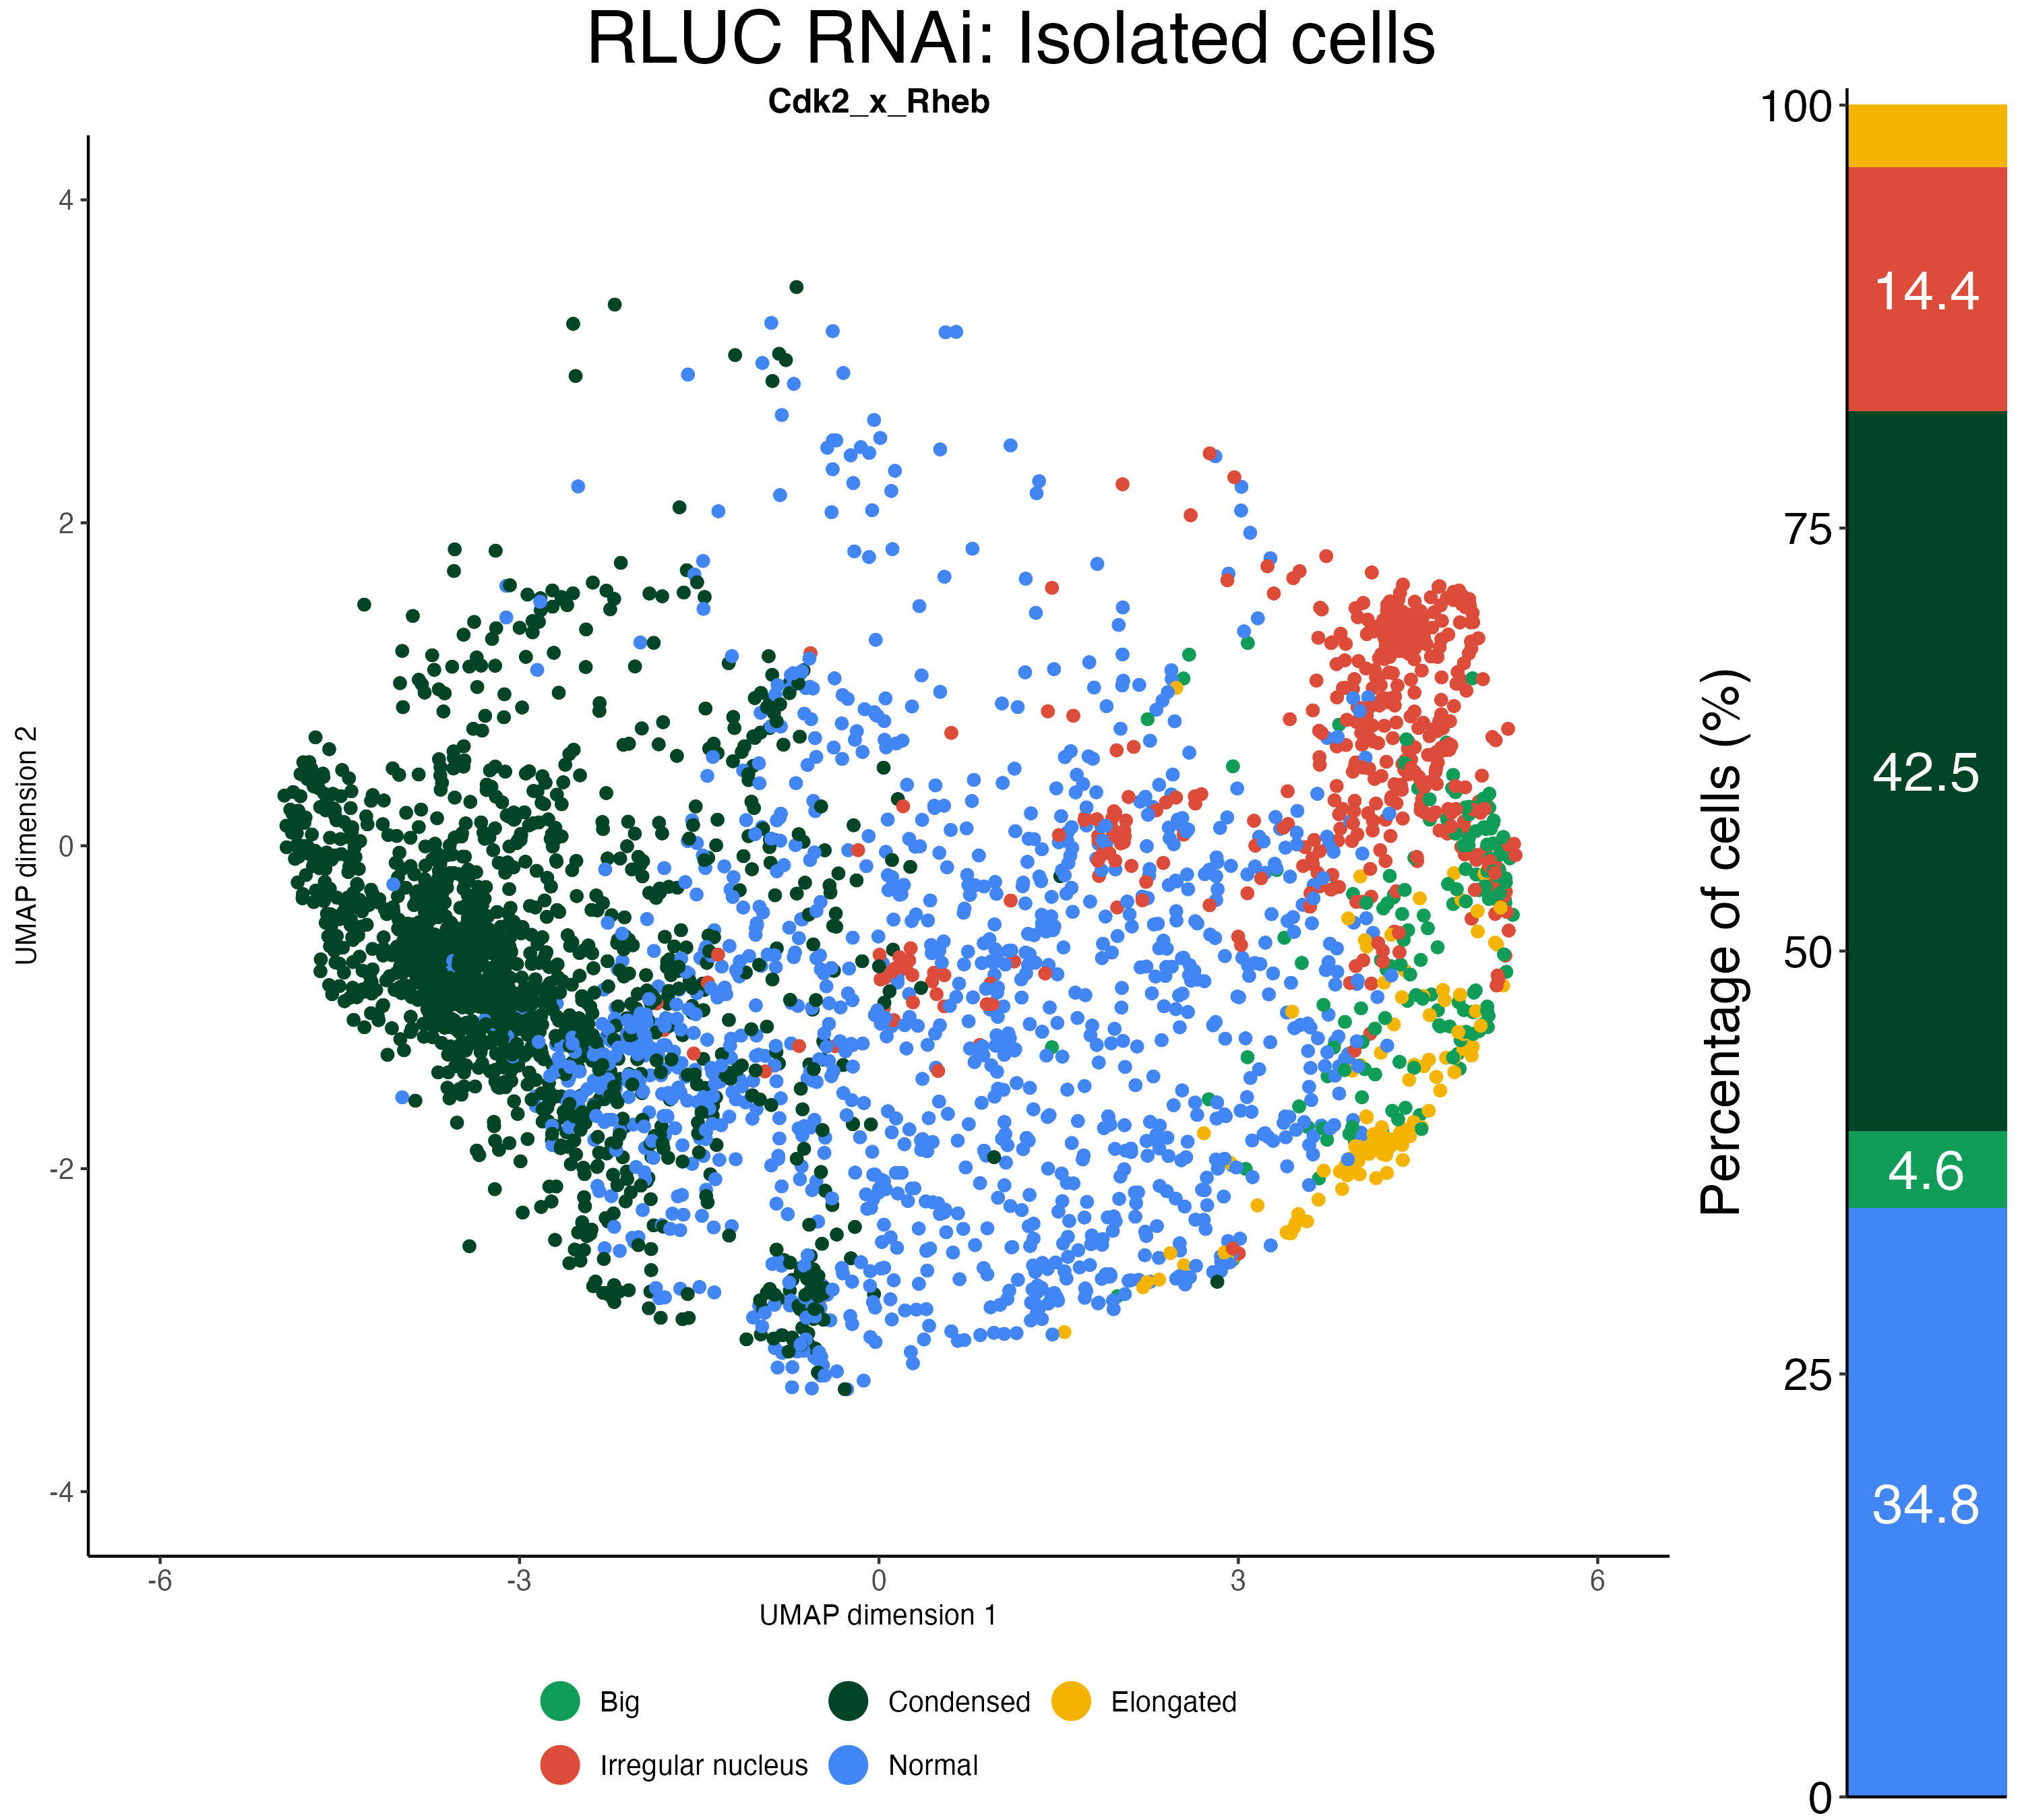 RLUC RNAi: Isolated cells
Cdk2_x_Rheb
UMAP dimension 2
4
2
0
-2
-4
-6
-3
0
3
6
UMAP dimension 1
Big
Condensed
Elongated
Irregular nucleus
Normal
Percentage of cells (%)
100
75
50
25
0
14.4
42.5
4.6
34.8